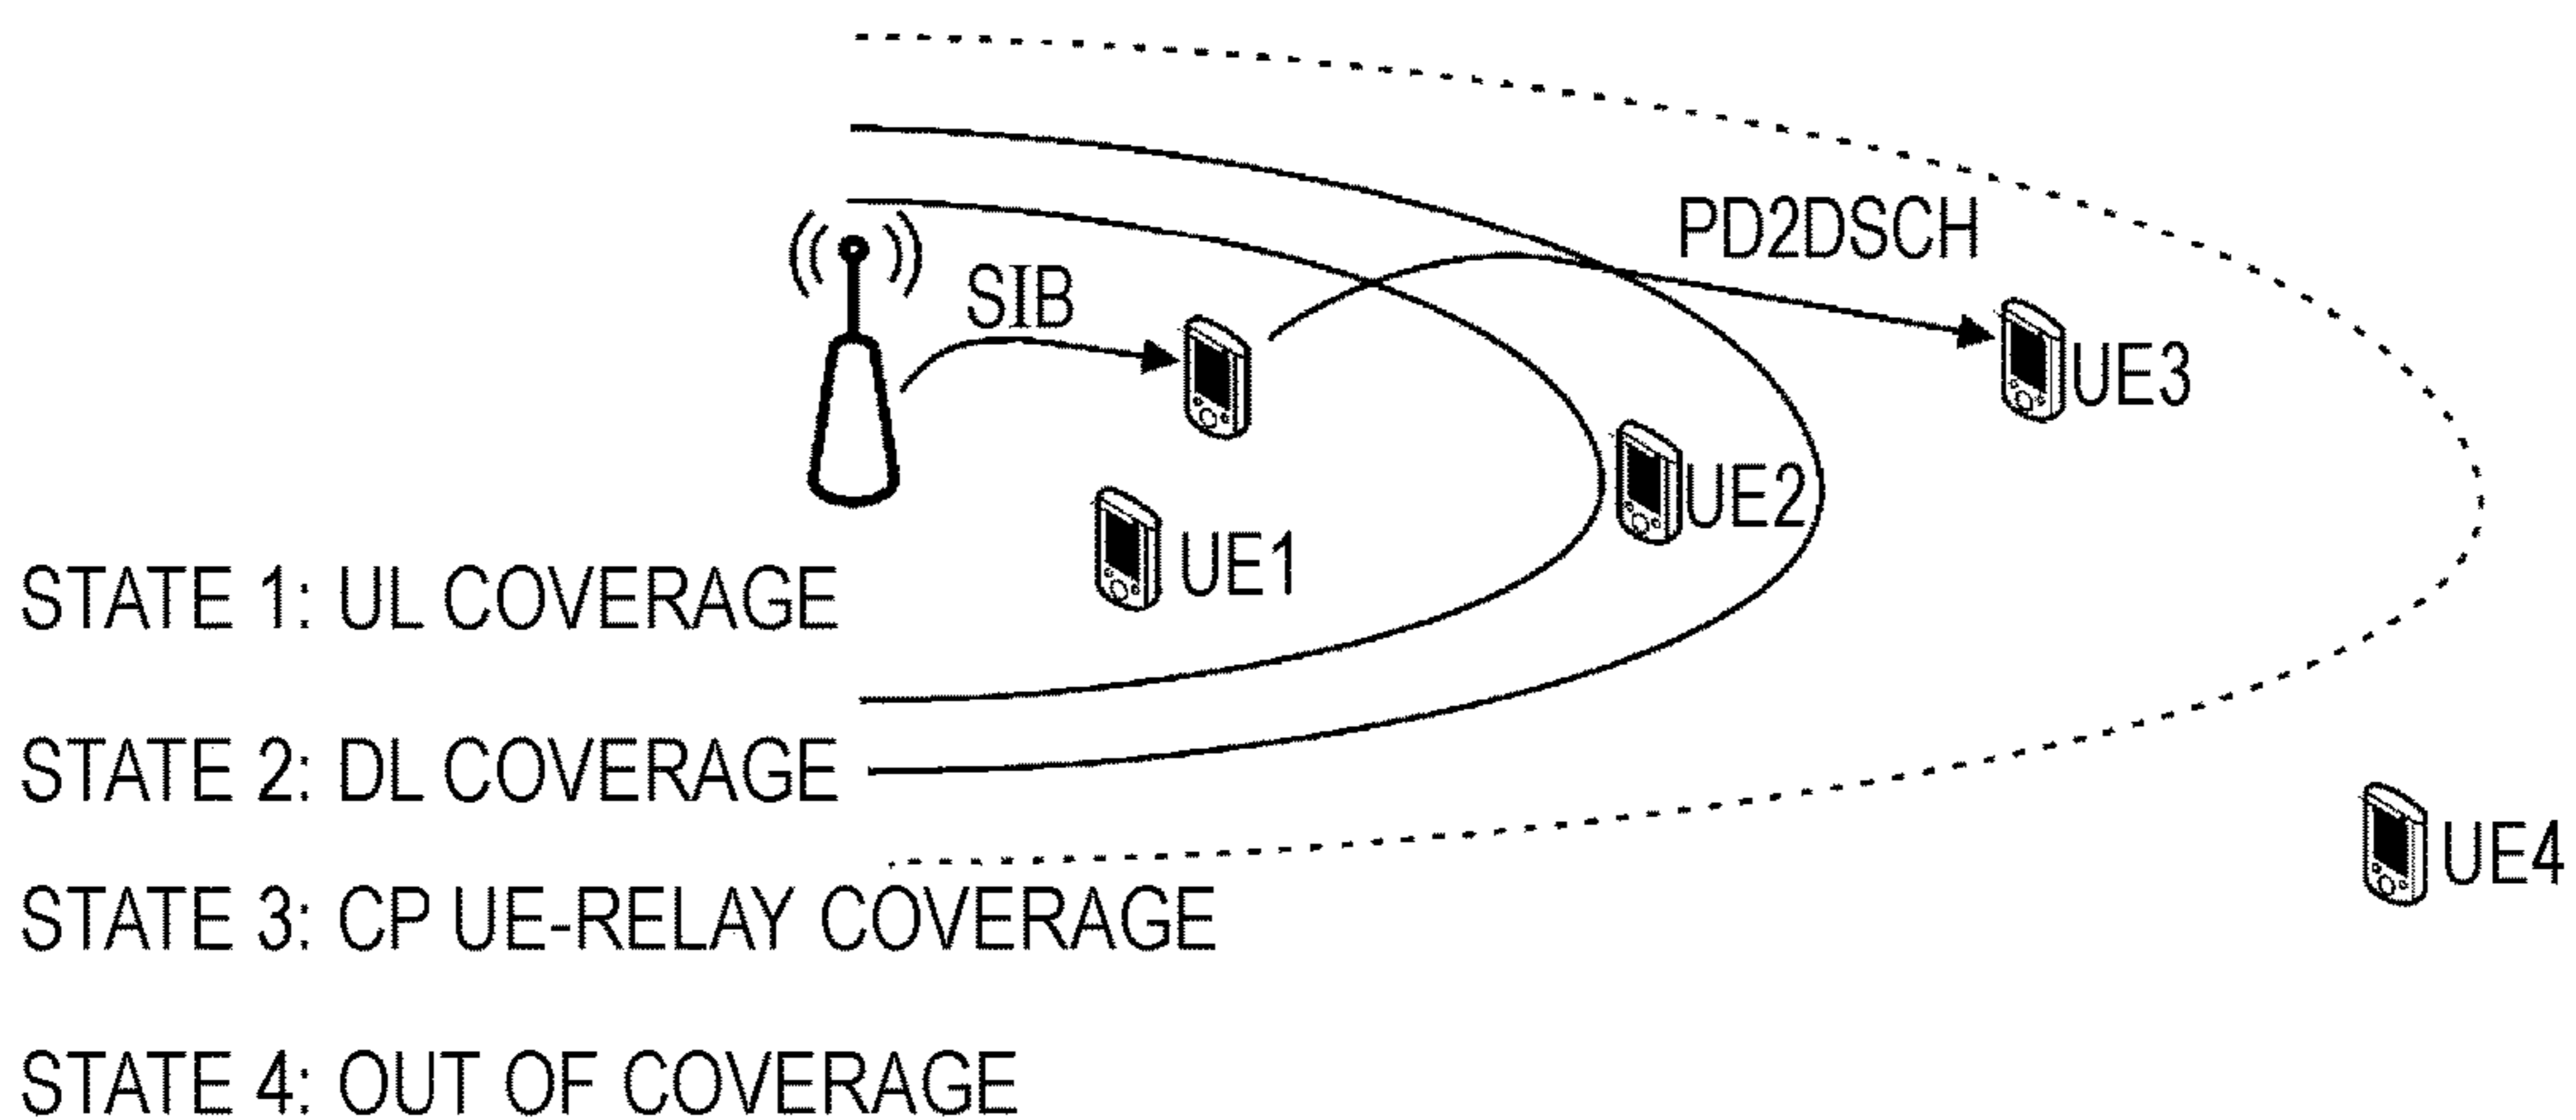 PD2DSCH
SIB
UE3
UE2
UE1
STATE 1: UL COVERAGE
STATE 2: DL COVERAGE
UE4
STATE 3: CP UE-RELAY COVERAGE
STATE 4: OUT OF COVERAGE